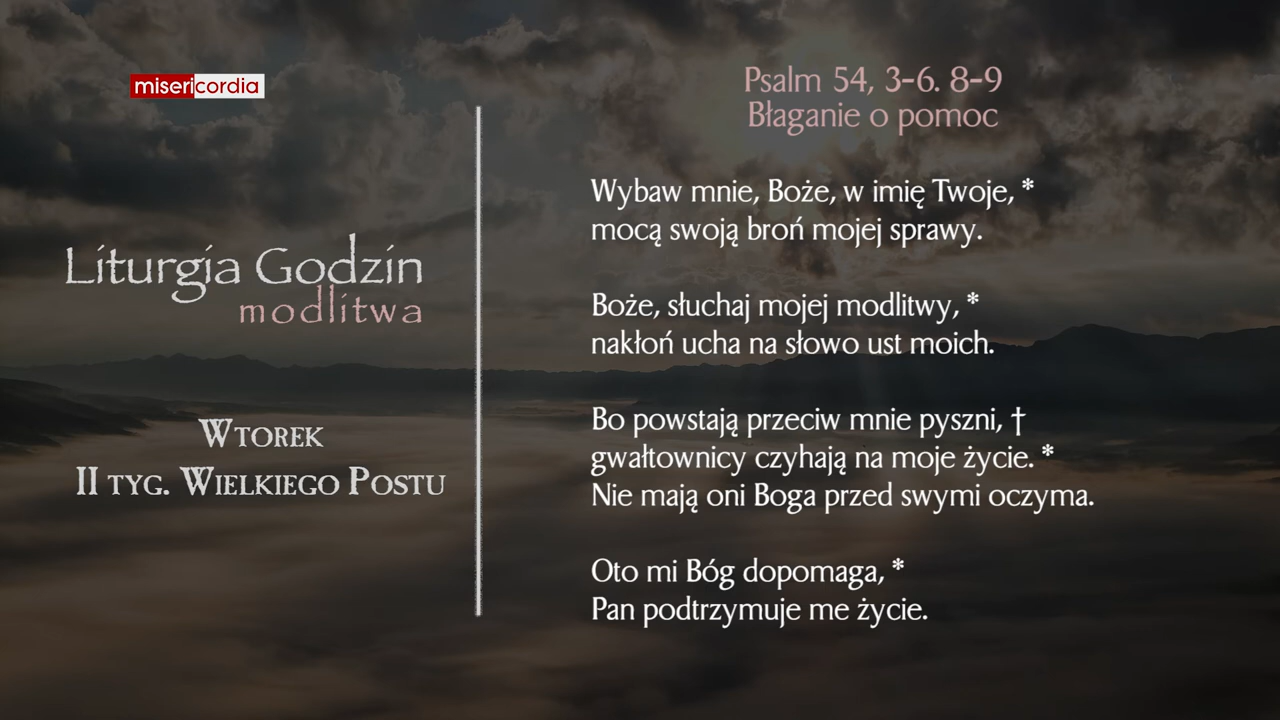 misericordia
Liturgia Godzin
modlitwa
Wtorek
II tyg. Wielkiego Postu
Psalm 54, 3-6. 8-9
Błaganie o pomoc
Wybaw mnie, Boże, w imię Twoje, *
mocą swoją broń mojej sprawy.
Boże, słuchaj mojej modlitwy, *
nakłoń ucha na słowo ust moich.
Bo powstają przeciw mnie pyszni, †
gwałtownicy czyhają na moje życie. *
Nie mają oni Boga przed swymi oczyma.
Oto mi Bóg dopomaga, *
Pan podtrzymuje me życie.